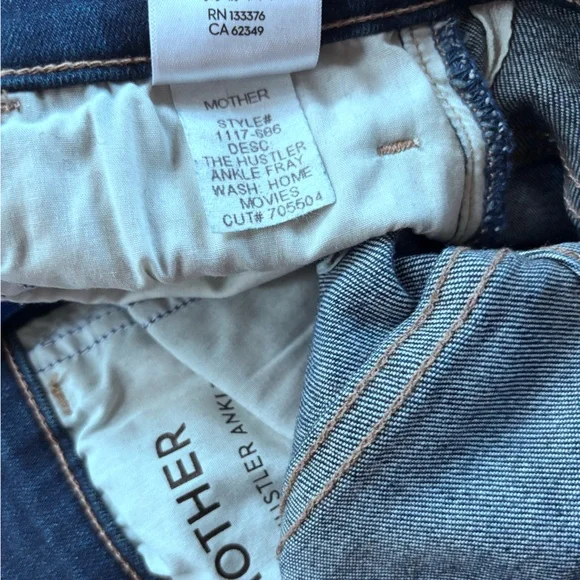 RN 133376
CA 62349
MOTHER
STYLE#
1117-686
DESC:
THE HUSTLER
ANKLE FRAY
WASH: HOME
MOVIES
CUT# 705504
MOTHER
HUSTLER ANKL